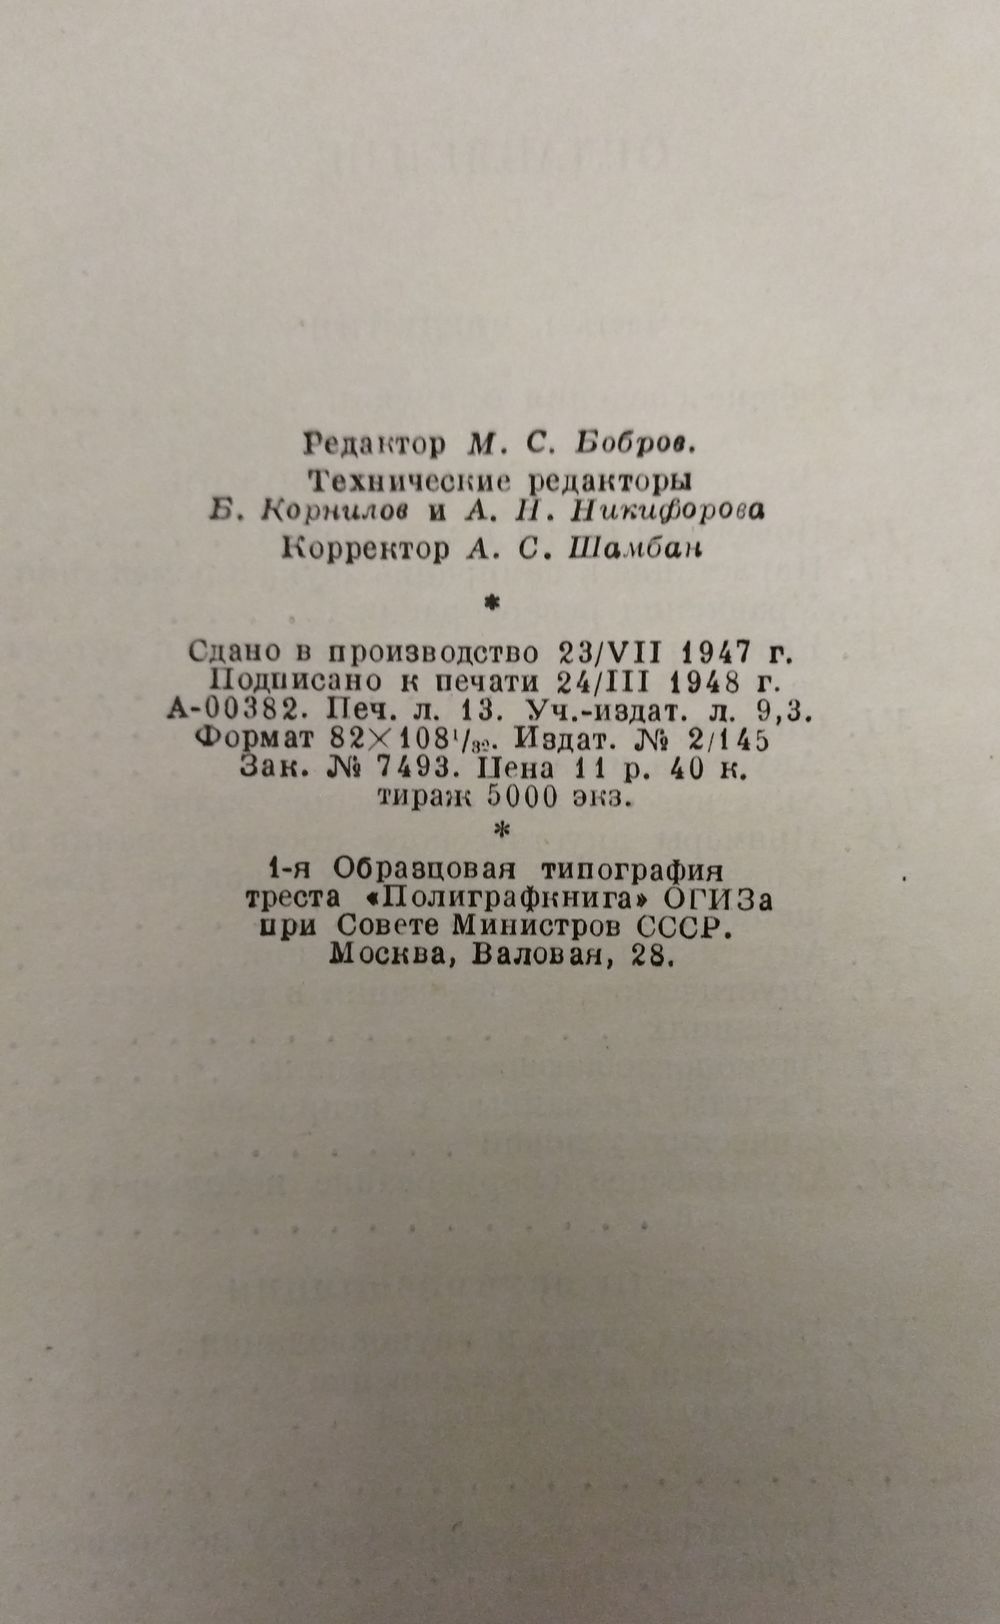 Редактор М. С. Бобров.
Технические редакторы
Б. Корнилов и А. Н. Никифорова
Корректор А. С. Шамбан
*
Сдано в производство 23/VII 1947 г.
Подписано к печати 24/III 1948 г.
А-00382. Печ. л. 13. Уч.-издат. л. 9,3.
Формат 82×108¹/₃₂. Издат. № 2/145
Зак. № 7493. Цена 11 р. 40 к.
тираж 5000 экз.
*
1-я Образцовая типография
треста «Полиграфкнига» ОГИЗа
при Совете Министров СССР.
Москва, Валовая, 28.